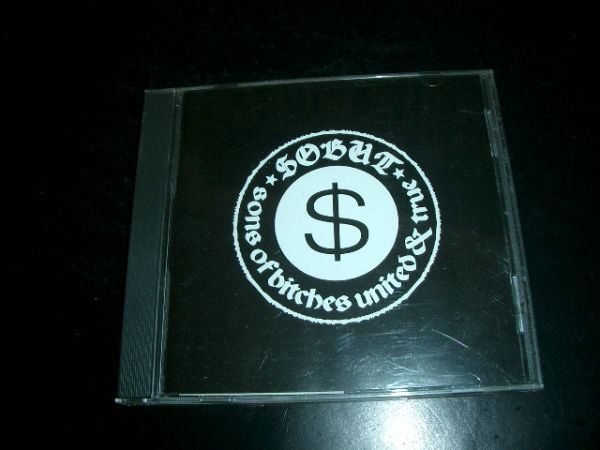 ★SOBUT★
sons of bitches united & true
$